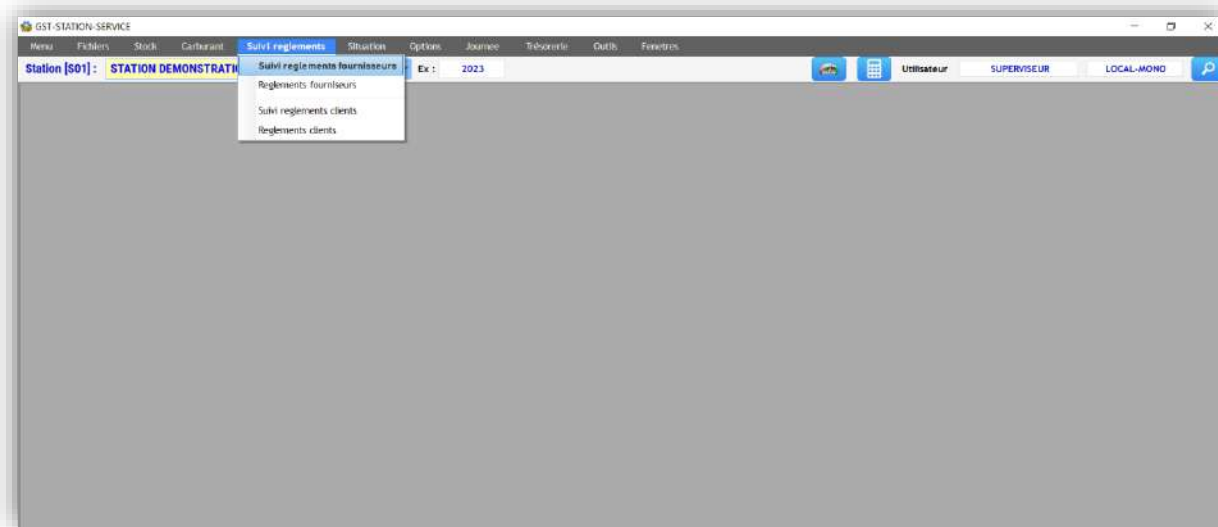 GST-STATION-SERVICE
Menu Fichiers Stock Carburant Suivi reglements Situation Options Journee Trésorerie Outils Fenetres
Station [S01] : STATION DEMONSTRATI Ex : 2023 Utilisateur SUPERVISEUR LOCAL-MONO
Suivi reglements fournisseurs
Reglements fourniseurs
Suivi reglements clients
Reglements clients